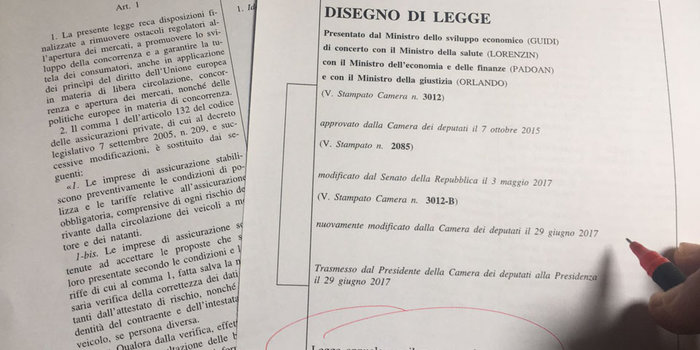 Art. 1
1. La presente legge reca disposizioni fi-
nalizzate a rimuovere ostacoli regolatori al-
l'apertura dei mercati, a promuovere lo svi-
luppo della concorrenza e a garantire la tu-
tela dei consumatori, anche in applicazione
dei princìpi del diritto dell'Unione europea
in materia di libera circolazione, concor-
renza e apertura dei mercati, nonché delle
politiche europee in materia di concorrenza.
2. Il comma 1 dell'articolo 132 del codice
delle assicurazioni private, di cui al decreto
legislativo 7 settembre 2005, n. 209, e suc-
cessive modificazioni, è sostituito dai se-
guenti:
«1. Le imprese di assicurazione stabili-
scono preventivamente le condizioni di po-
lizza e le tariffe relative all'assicurazione
obbligatoria, comprensive di ogni rischio de
rivante dalla circolazione dei veicoli a m
tore e dei natanti.
1-bis. Le imprese di assicurazione s
tenute ad accettare le proposte che s
loro presentate secondo le condizioni e l
riffe di cui al comma 1, fatta salva la n
saria verifica della correttezza dei dati
tanti dall'attestato di rischio, nonché
dentità del contraente e dell'intesta
veicolo, se persona diversa.
Qualora dalla verifica, effet
1. Id
DISEGNO DI LEGGE
Presentato dal Ministro dello sviluppo economico (GUIDI)
di concerto con il Ministro della salute (LORENZIN)
con il Ministro dell'economia e delle finanze (PADOAN)
e con il Ministro della giustizia (ORLANDO)
(V. Stampato Camera n. 3012)
approvato dalla Camera dei deputati il 7 ottobre 2015
(V. Stampato n. 2085)
modificato dal Senato della Repubblica il 3 maggio 2017
(V. Stampato Camera n. 3012-B)
nuovamente modificato dalla Camera dei deputati il 29 giugno 2017
Trasmesso dal Presidente della Camera dei deputati alla Presidenza
il 29 giugno 2017